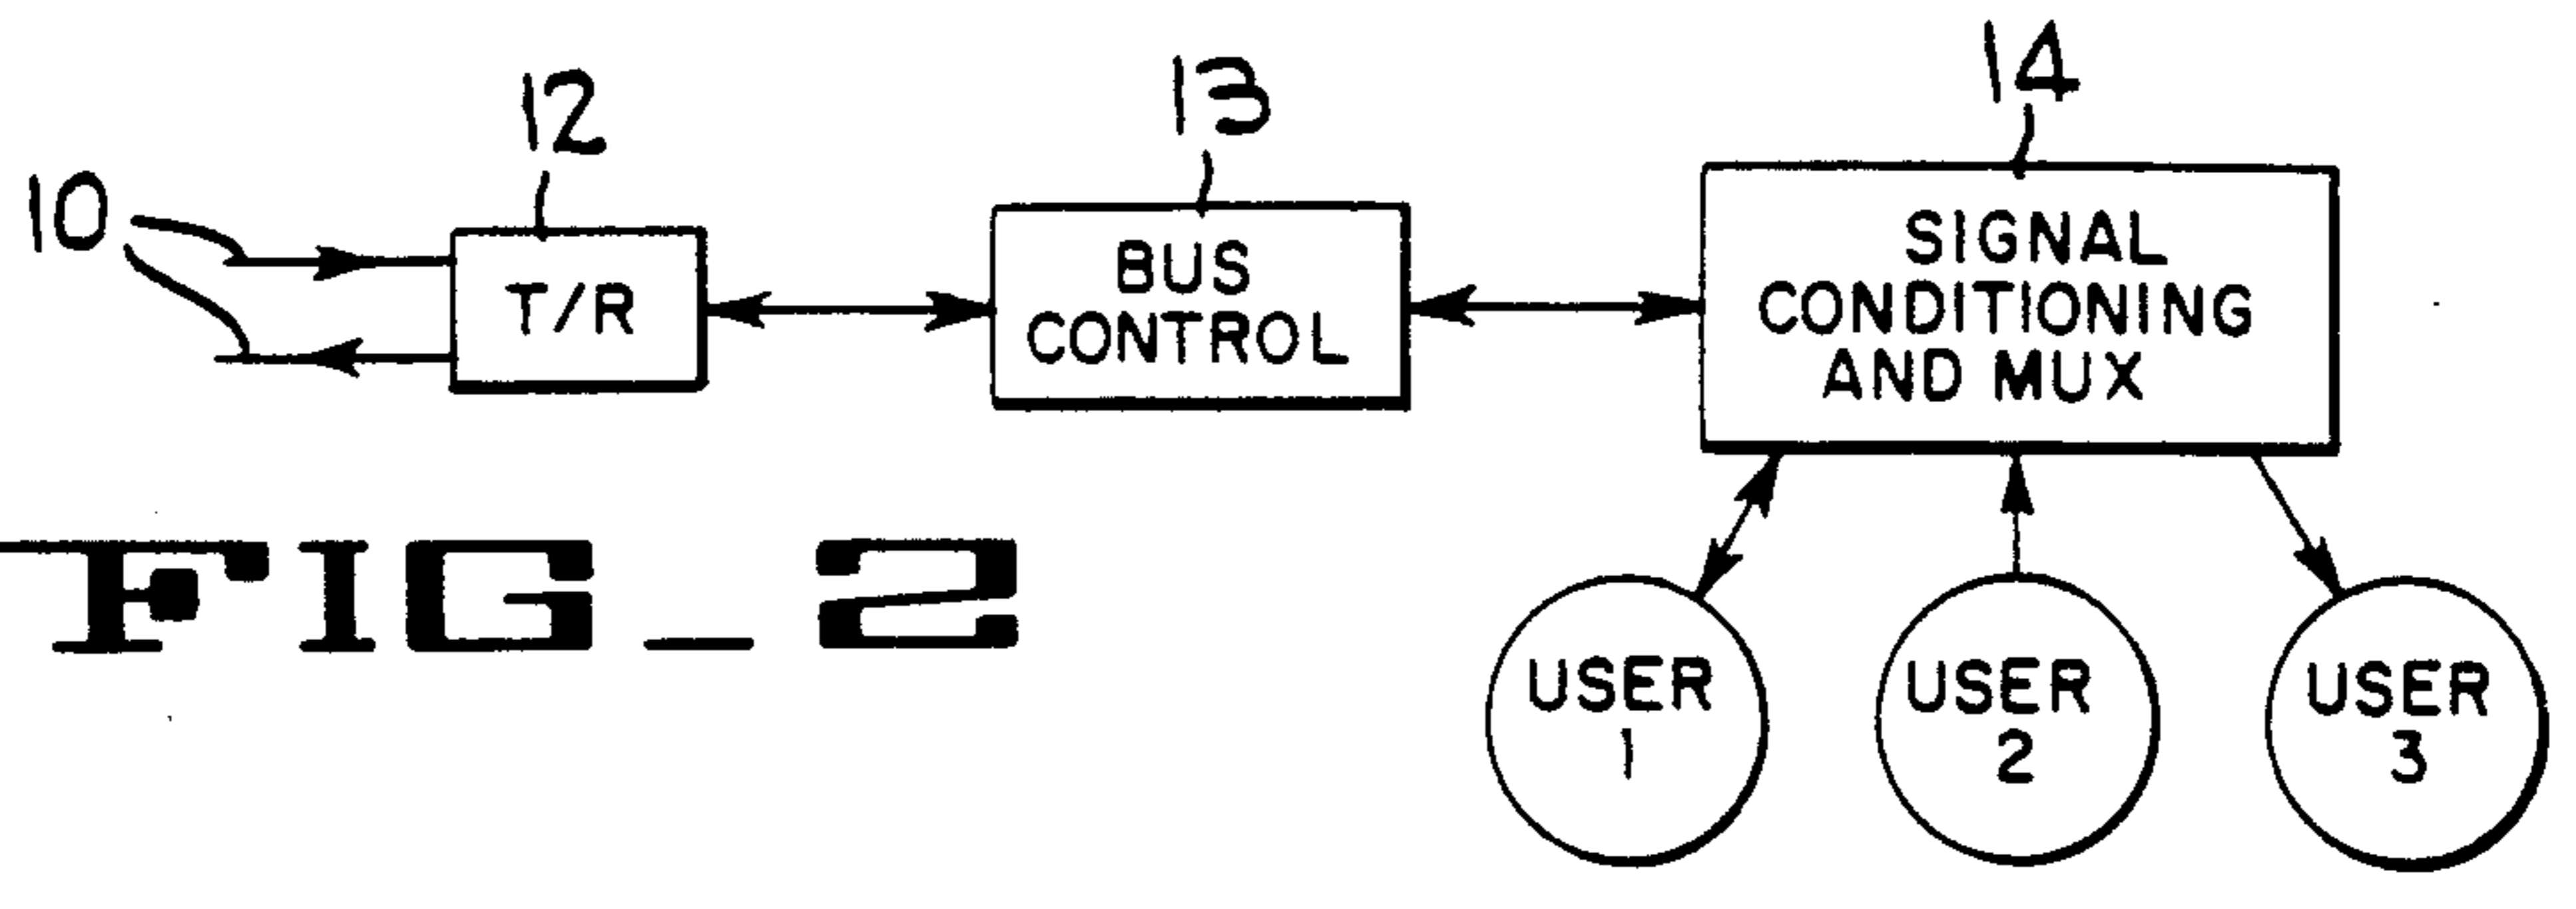 10
12
T/R
13
BUS
CONTROL
14
SIGNAL
CONDITIONING
AND MUX
USER
1
USER
2
USER
3
FIG_2